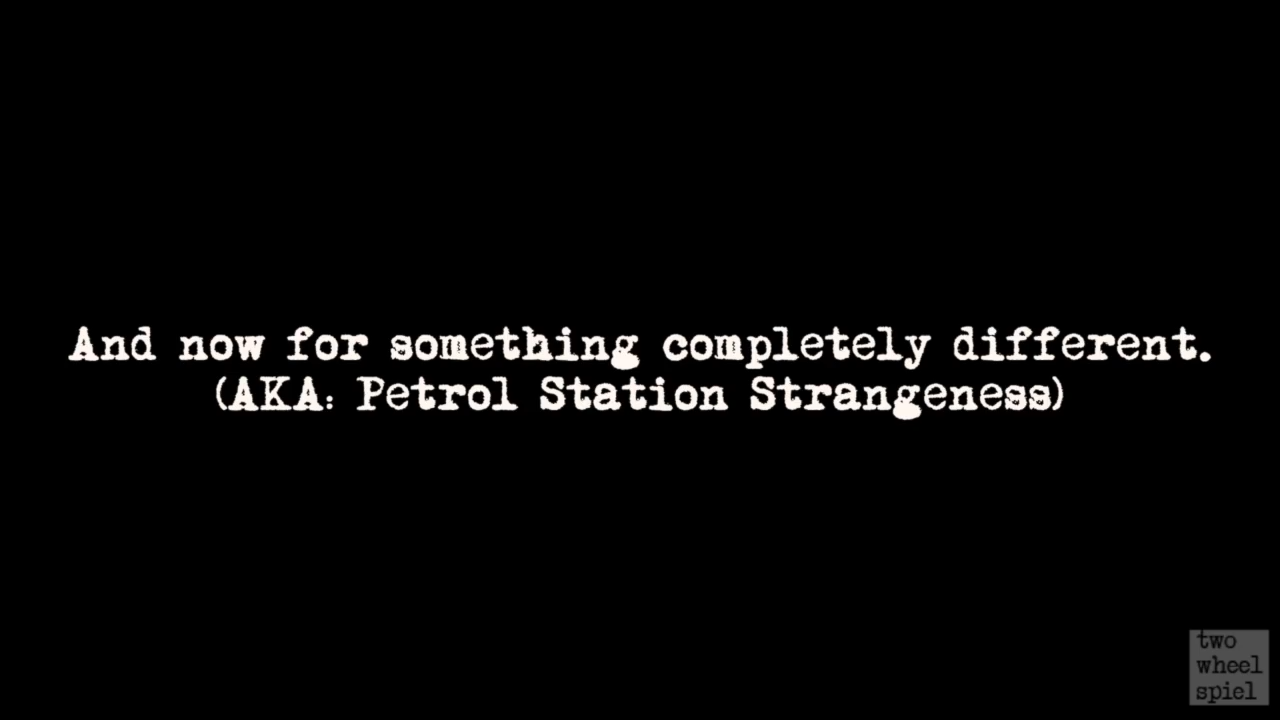 And now for something completely different.
(AKA: Petrol Station Strangeness)
two
wheel
spiel